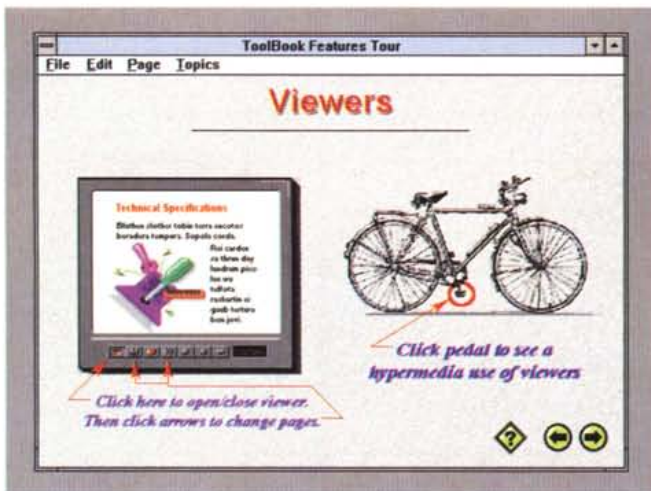 ToolBook Features Tour
File Edit Page Topics
Viewers
Technical Specifications
Click here to open/close viewer.
Then click arrows to change pages.
Click pedal to see a
hypermedia use of viewers
?